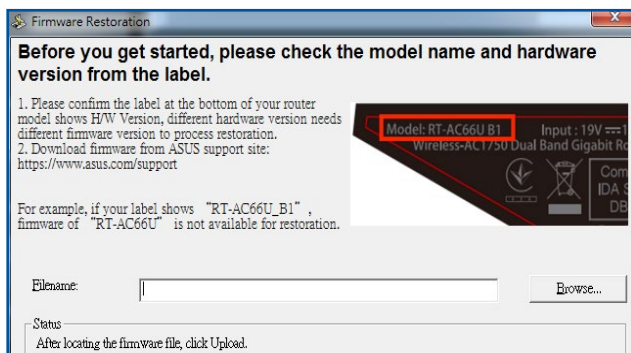 Firmware Restoration
Before you get started, please check the model name and hardware
version from the label.
1. Please confirm the label at the bottom of your router
model shows H/W Version, different hardware version needs
different firmware version to process restoration.
2. Download firmware from ASUS support site:
https://www.asus.com/support
For example, if your label shows “RT-AC66U_B1”,
firmware of “RT-AC66U” is not available for restoration.
Model: RT-AC66U B1 Input : 19V
Wireless-AC1750 Dual Band Gigabit Ro
Com
IDA S
DB
Filename:
Browse...
Status
After locating the firmware file, click Upload.